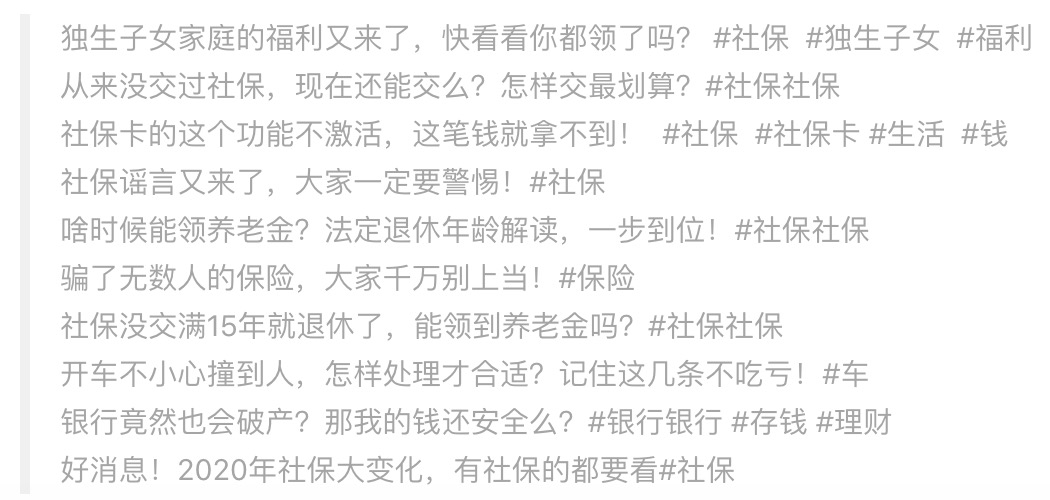 独生子女家庭的福利又来了，快看看你都领了吗？ #社保 #独生子女 #福利
从来没交过社保，现在还能交么？怎样交最划算？#社保社保
社保卡的这个功能不激活，这笔钱就拿不到！ #社保 #社保卡 #生活 #钱
社保谣言又来了，大家一定要警惕！#社保
啥时候能领养老金？法定退休年龄解读，一步到位！#社保社保
骗了无数人的保险，大家千万别上当！#保险
社保没交满15年就退休了，能领到养老金吗？#社保社保
开车不小心撞到人，怎样处理才合适？记住这几条不吃亏！#车
银行竟然也会破产？那我的钱还安全么？#银行银行 #存钱 #理财
好消息！2020年社保大变化，有社保的都要看#社保